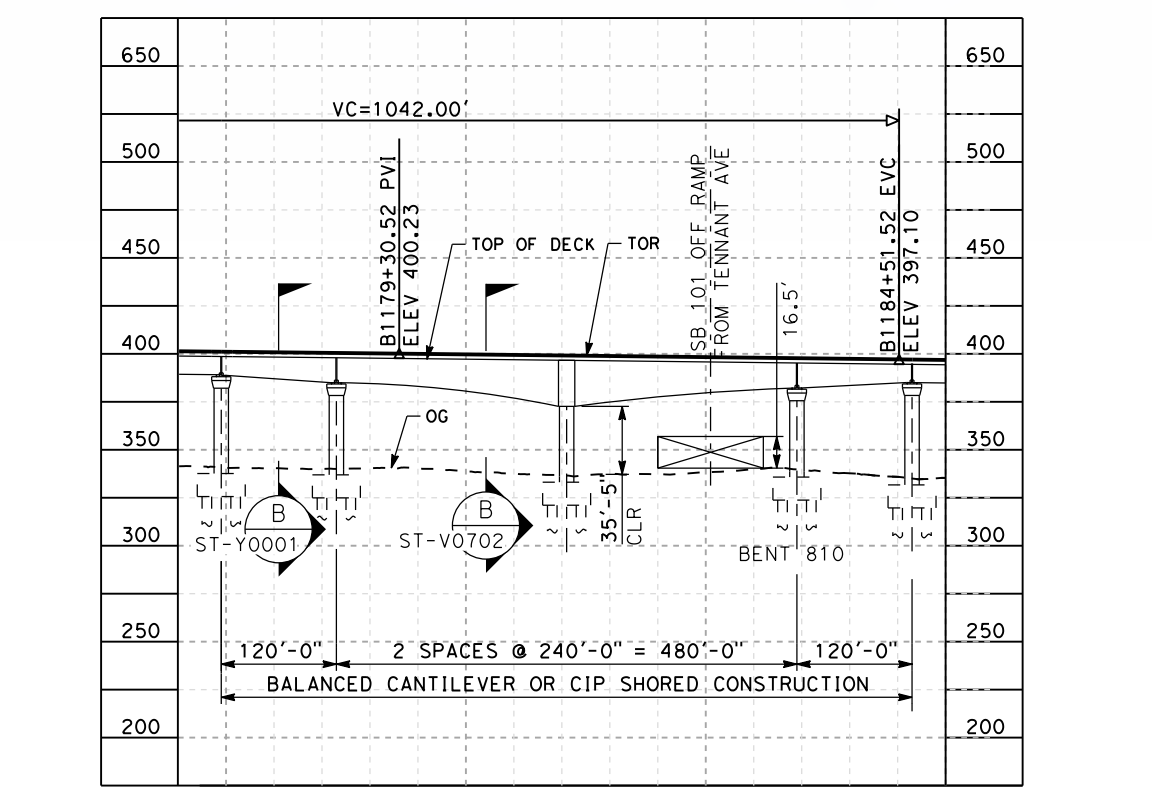 650 650
VC=1042.00'
500 500
B1179+30.52 PVI
ELEV 400.23
SB 101 OFF RAMP
FROM TENNANT AVE
B1184+51.52 EVC
ELEV 397.10
450 450
TOP OF DECK
TOR
16.5'
400 400
OG
350 350
35'-5"
CLR
B
ST-Y0001
B
ST-V0702
300 300
BENT 810
250 250
120'-0" 2 SPACES @ 240'-0" = 480'-0" 120'-0"
BALANCED CANTILEVER OR CIP SHORED CONSTRUCTION
200 200